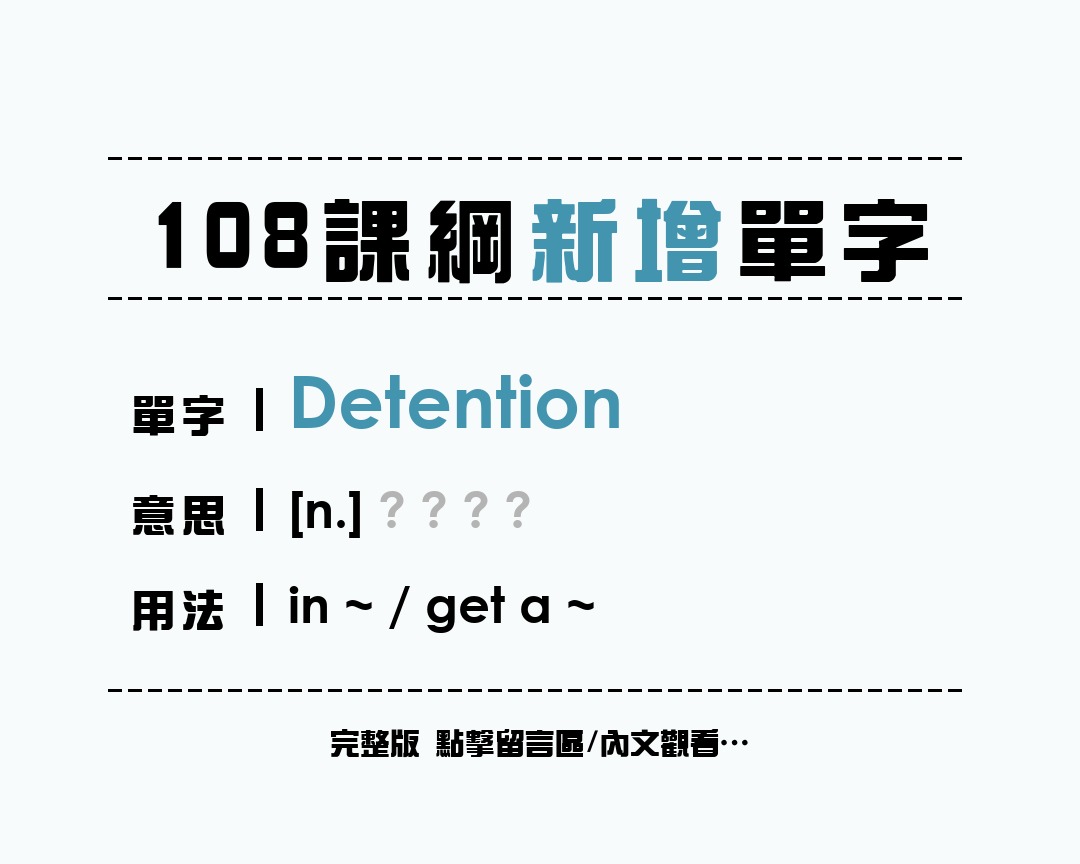 108課綱新增單字
單字 | Detention
意思 | [n.] ? ? ? ?
用法 | in ~ / get a ~
完整版 點擊留言區/內文觀看…